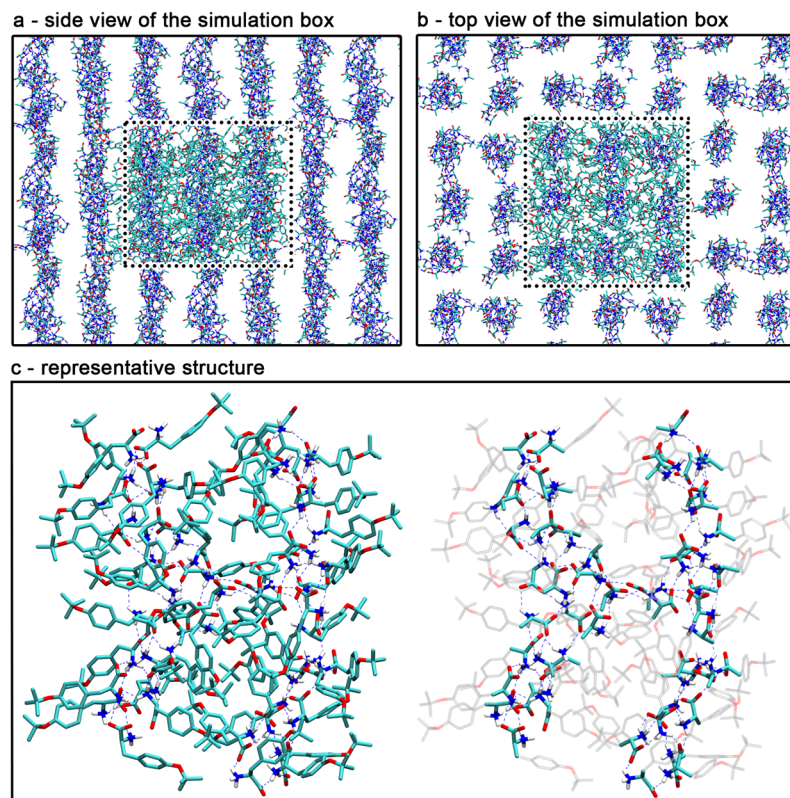 a - side view of the simulation box
b - top view of the simulation box
c - representative structure